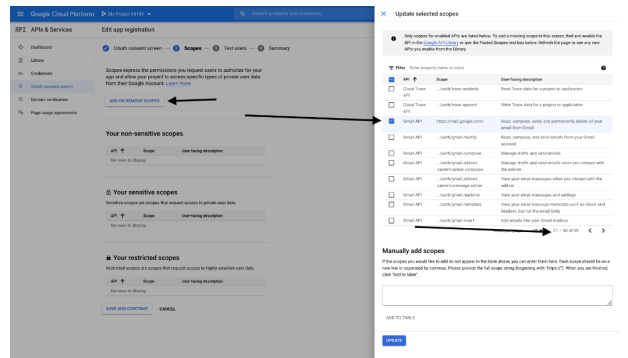 Google Cloud Platform
My Project 40140
Search products and resources
API APIs & Services
Dashboard
Library
Credentials
OAuth consent screen
Domain verification
Page usage agreements
Edit app registration
OAuth consent screen — 2 Scopes — 3 Test users — 4 Summary
Scopes express the permissions you request users to authorize for your
app and allow your project to access specific types of private user data
from their Google Account. Learn more
ADD OR REMOVE SCOPES
Your non-sensitive scopes
API Scope User-facing description
No rows to display
Your sensitive scopes
Sensitive scopes are scopes that request access to private user data.
API Scope User-facing description
No rows to display
Your restricted scopes
Restricted scopes are scopes that request access to highly sensitive user data.
API Scope User-facing description
No rows to display
SAVE AND CONTINUE CANCEL
Update selected scopes
Only scopes for enabled APIs are listed below. To add a missing scope to this screen, find and enable the
API in the Google API Library or use the Pasted Scopes text box below. Refresh the page to see any new
APIs you enable from the Library.
Filter Enter property name or value
API Scope User-facing description
Cloud Trace API .../auth/trace.readonly Read Trace data for a project or application
Cloud Trace API .../auth/trace.append Write Trace data for a project or application
Gmail API https://mail.google.com/ Read, compose, send, and permanently delete all your
email from Gmail
Gmail API .../auth/gmail.modify Read, compose, and send emails from your Gmail
account
Gmail API .../auth/gmail.compose Manage drafts and send emails
Gmail API .../auth/gmail.addons Manage drafts and send emails when you interact with
.current.action.compose the add-on
Gmail API .../auth/gmail.addons View your email messages when you interact with the
.current.message.action add-on
Gmail API .../auth/gmail.readonly View your email messages and settings
Gmail API .../auth/gmail.metadata View your email message metadata such as labels and
headers, but not the email body
Gmail API .../auth/gmail.insert Add emails into your Gmail mailbox
of 39
Manually add scopes
If the scopes you would like to add do not appear in the table above, you can enter them here. Each scope should be on a
new line or separated by commas. Please provide the full scope string (beginning with "https://"). When you are finished,
click "Add to table".
ADD TO TABLE
UPDATE